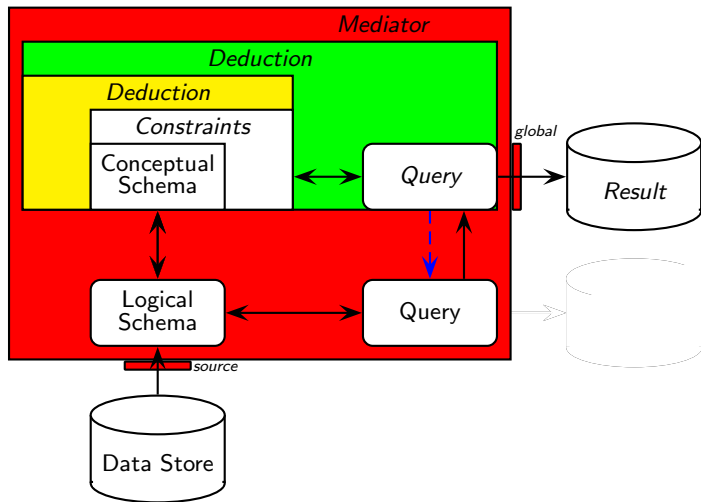 Mediator
Deduction
Deduction
Constraints
Conceptual
Schema
global
Query
Result
Logical
Schema
Query
source
Data Store